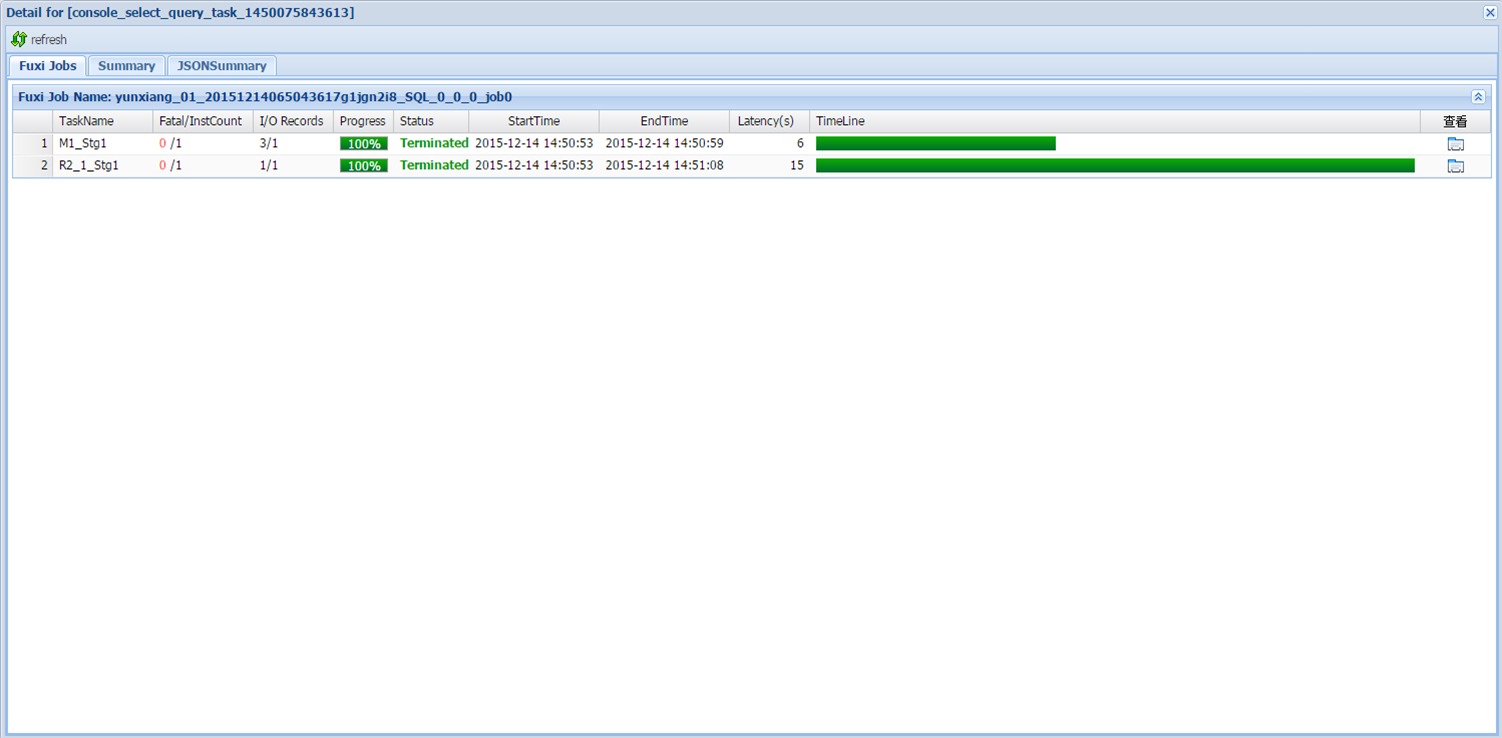 Detail for [console_select_query_task_1450075843613]
refresh
Fuxi Jobs Summary JSONSummary
Fuxi Job Name: yunxiang_01_20151214065043617g1jgn2i8_SQL_0_0_0_job0
TaskName Fatal/InstCount I/O Records Progress Status StartTime EndTime Latency(s) TimeLine 查看
1 M1_Stg1 0 /1 3/1 100% Terminated 2015-12-14 14:50:53 2015-12-14 14:50:59 6
2 R2_1_Stg1 0 /1 1/1 100% Terminated 2015-12-14 14:50:53 2015-12-14 14:51:08 15